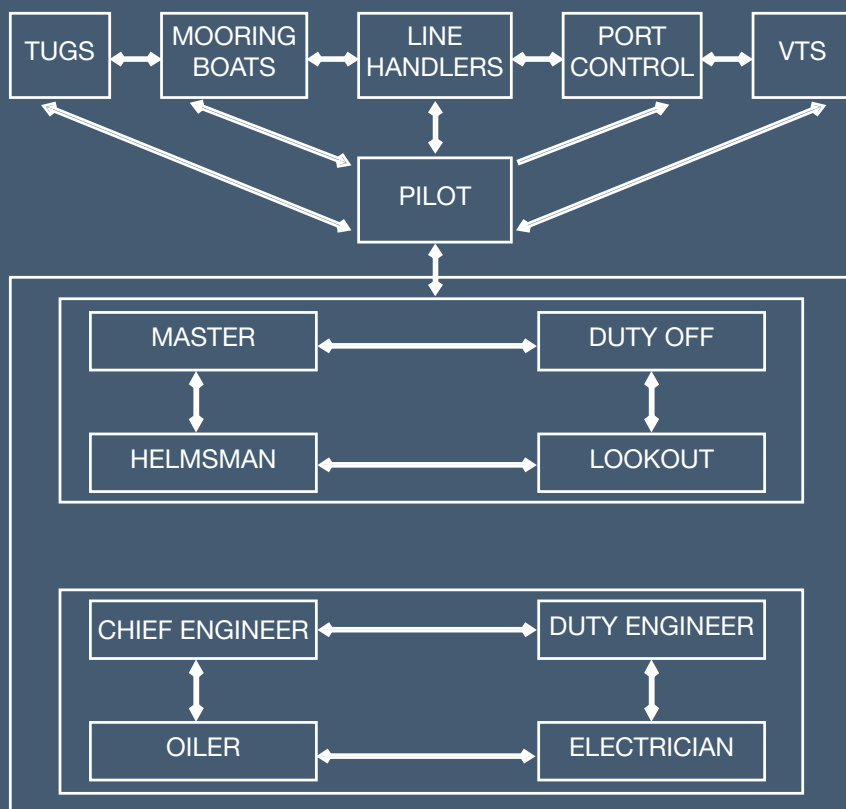 TUGS
MOORING
BOATS
LINE
HANDLERS
PORT
CONTROL
VTS
PILOT
MASTER
DUTY OFF
HELMSMAN
LOOKOUT
CHIEF ENGINEER
DUTY ENGINEER
OILER
ELECTRICIAN